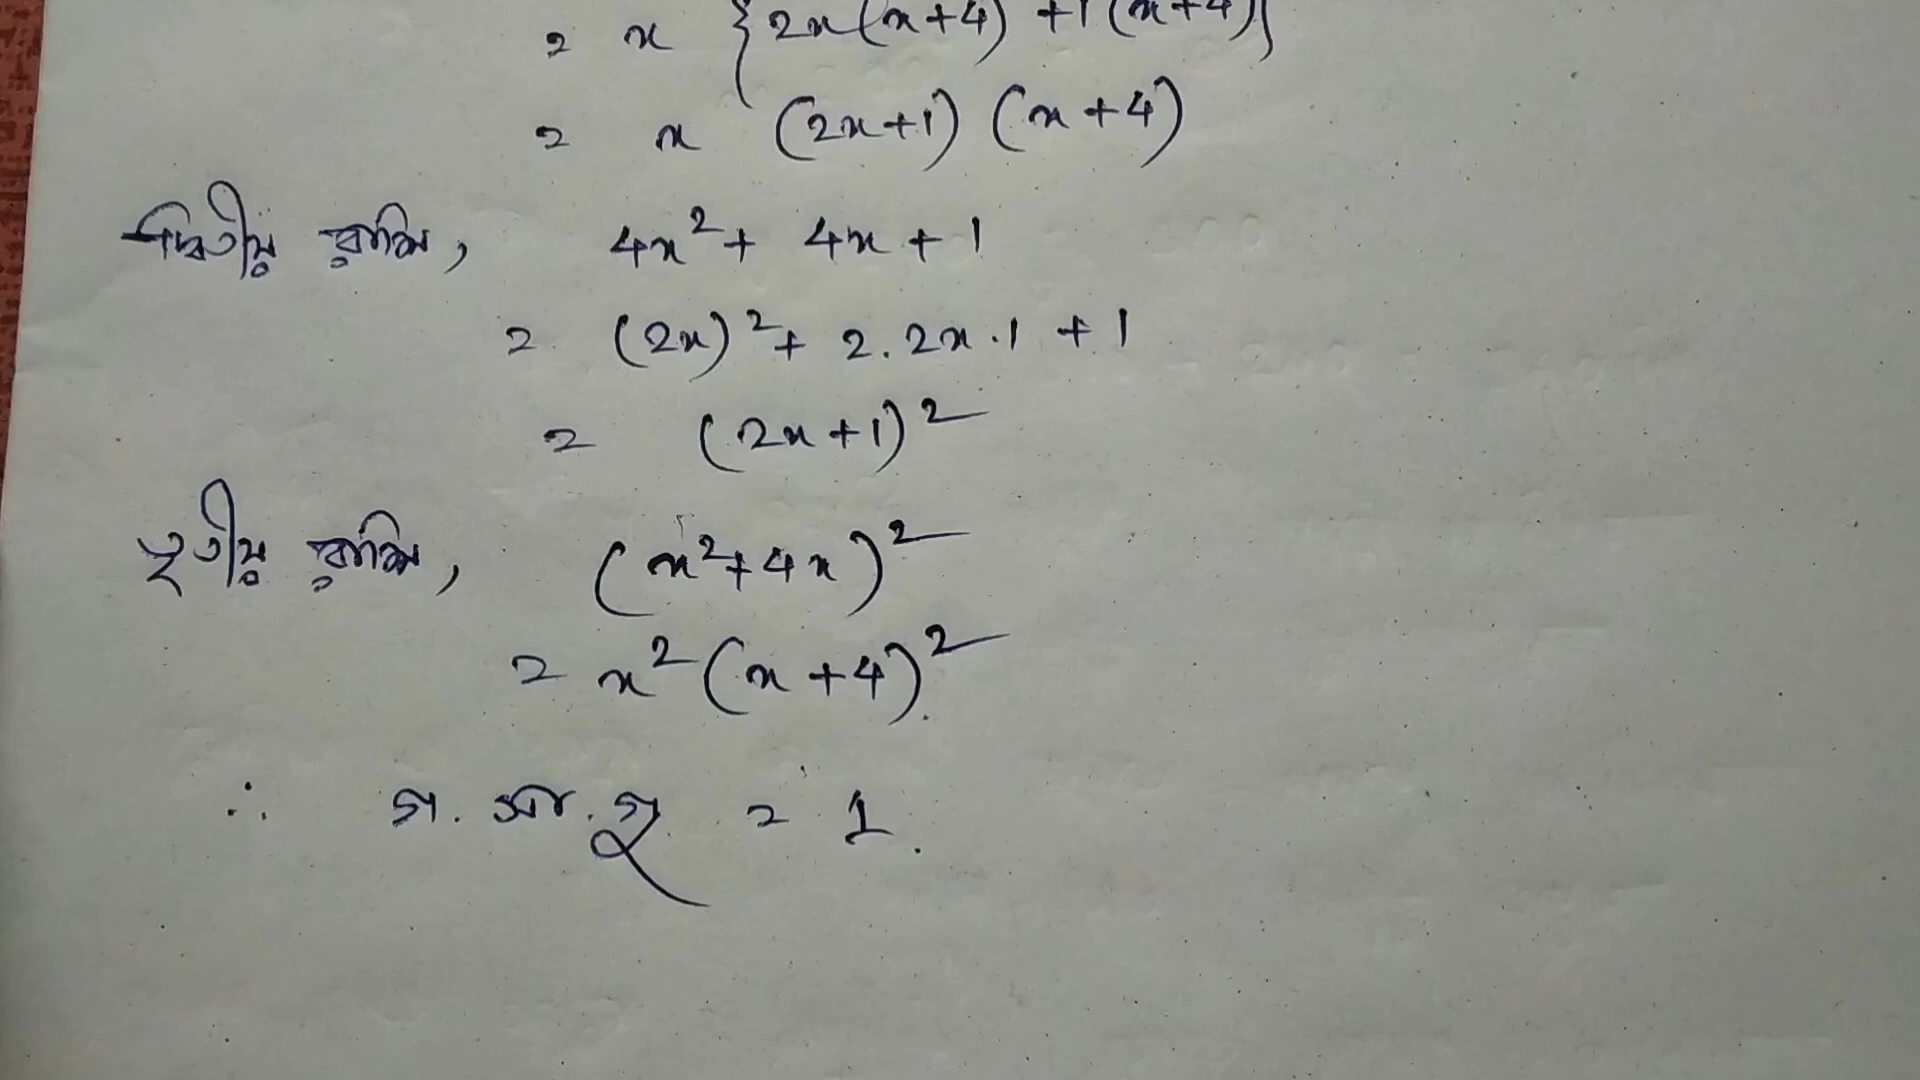 = x {2x(x+4) +1(x+4)}
= x (2x+1) (x+4)
দ্বিতীয় রাশি, 4x²+ 4x + 1
= (2x)²+ 2.2x.1 + 1
= (2x+1)²
তৃতীয় রাশি, (x²+4x)²
= x²(x+4)²
∴ গ.সা.গু = 1.